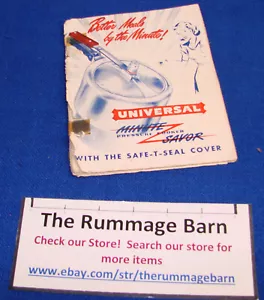 Better Meals
by the Minute!
UNIVERSAL
MINUTE
PRESSURE COOKER
SAVOR
WITH THE SAFE-T-SEAL COVER
The Rummage Barn
Check our Store! Search our store for
more items
www.ebay.com/str/therummagebarn